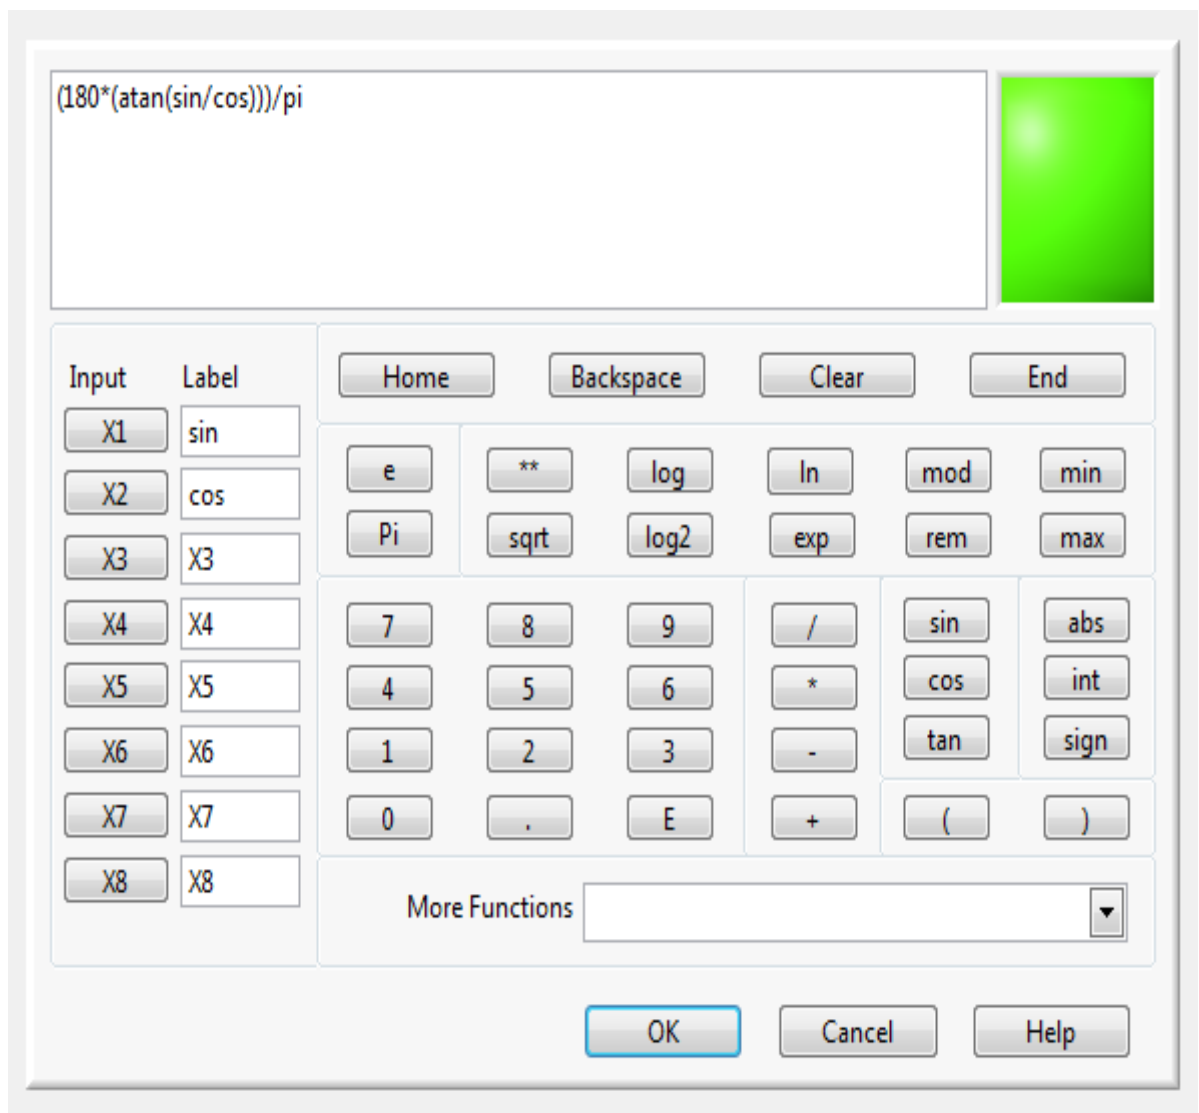 (180*(atan(sin/cos)))/pi
Input Label
X1 sin
X2 cos
X3 X3
X4 X4
X5 X5
X6 X6
X7 X7
X8 X8
Home Backspace Clear End
e ** log ln mod min
Pi sqrt log2 exp rem max
7 8 9 / sin abs
4 5 6 * cos int
1 2 3 - tan sign
0 . E + ( )
More Functions
OK Cancel Help